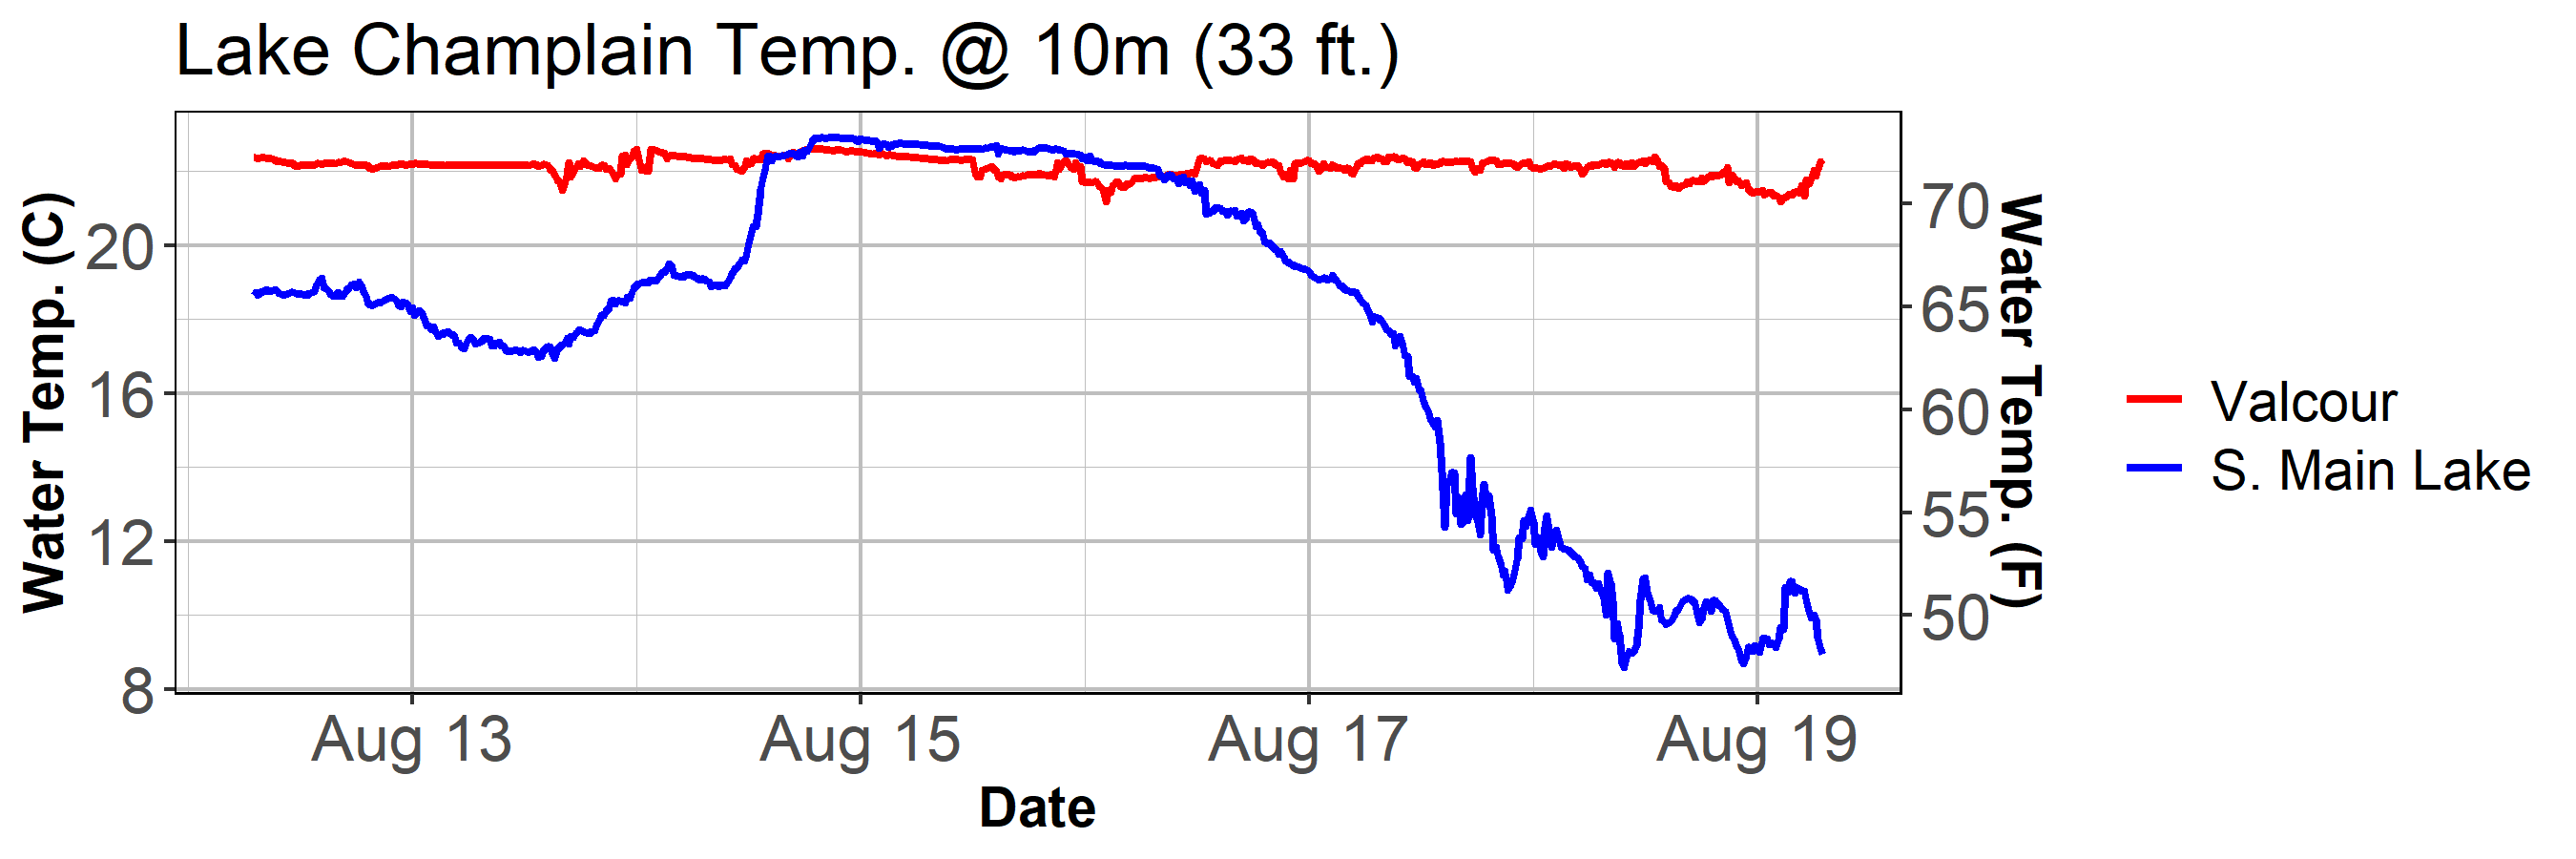 Lake Champlain Temp. @ 10m (33 ft.)
Water Temp. (C)
20
16
12
8
70
65
60
55
50
Water Temp. (F)
Aug 13
Aug 15
Aug 17
Aug 19
Date
Valcour
S. Main Lake